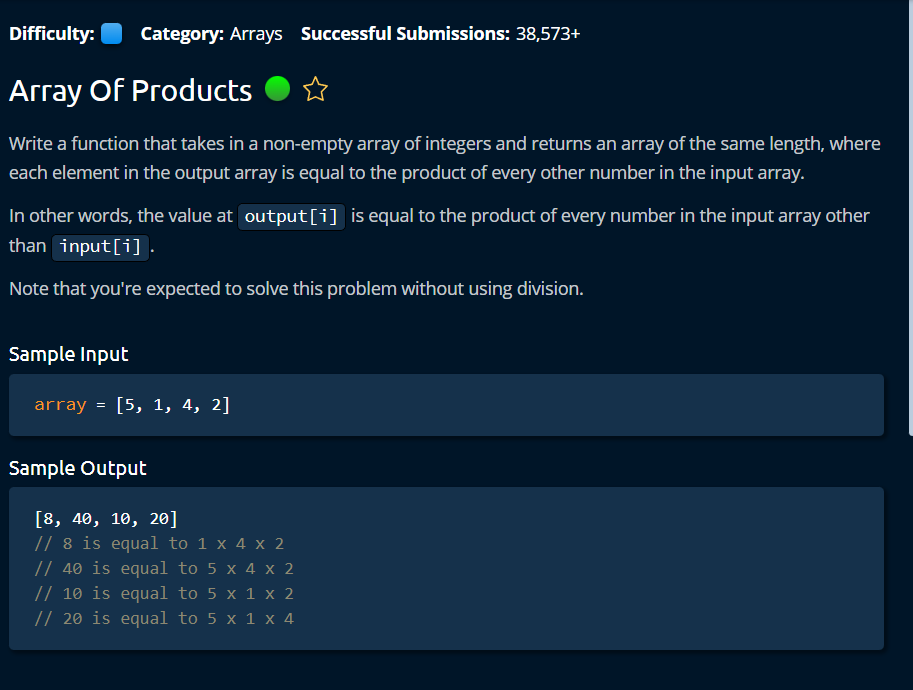 Difficulty: Category: Arrays Successful Submissions: 38,573+
Array Of Products
Write a function that takes in a non-empty array of integers and returns an array of the same length, where
each element in the output array is equal to the product of every other number in the input array.
In other words, the value at output[i] is equal to the product of every number in the input array other
than input[i].
Note that you're expected to solve this problem without using division.
Sample Input
array = [5, 1, 4, 2]
Sample Output
[8, 40, 10, 20]
// 8 is equal to 1 x 4 x 2
// 40 is equal to 5 x 4 x 2
// 10 is equal to 5 x 1 x 2
// 20 is equal to 5 x 1 x 4